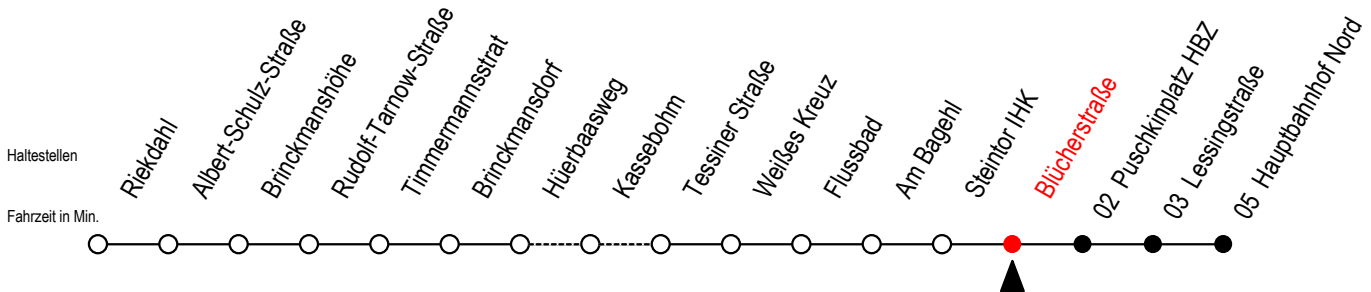 Haltestellen
Fahrzeit in Min.
Riekdahl
Albert-Schulz-Straße
Brinckmanshöhe
Rudolf-Tarnow-Straße
Timmermannsstrat
Brinckmansdorf
Hüerbaasweg
Kassebohm
Tessiner Straße
Weißes Kreuz
Flussbad
Am Bagehl
Steintor IHK
Blücherstraße
02 Puschkinplatz HBZ
03 Lessingstraße
05 Hauptbahnhof Nord